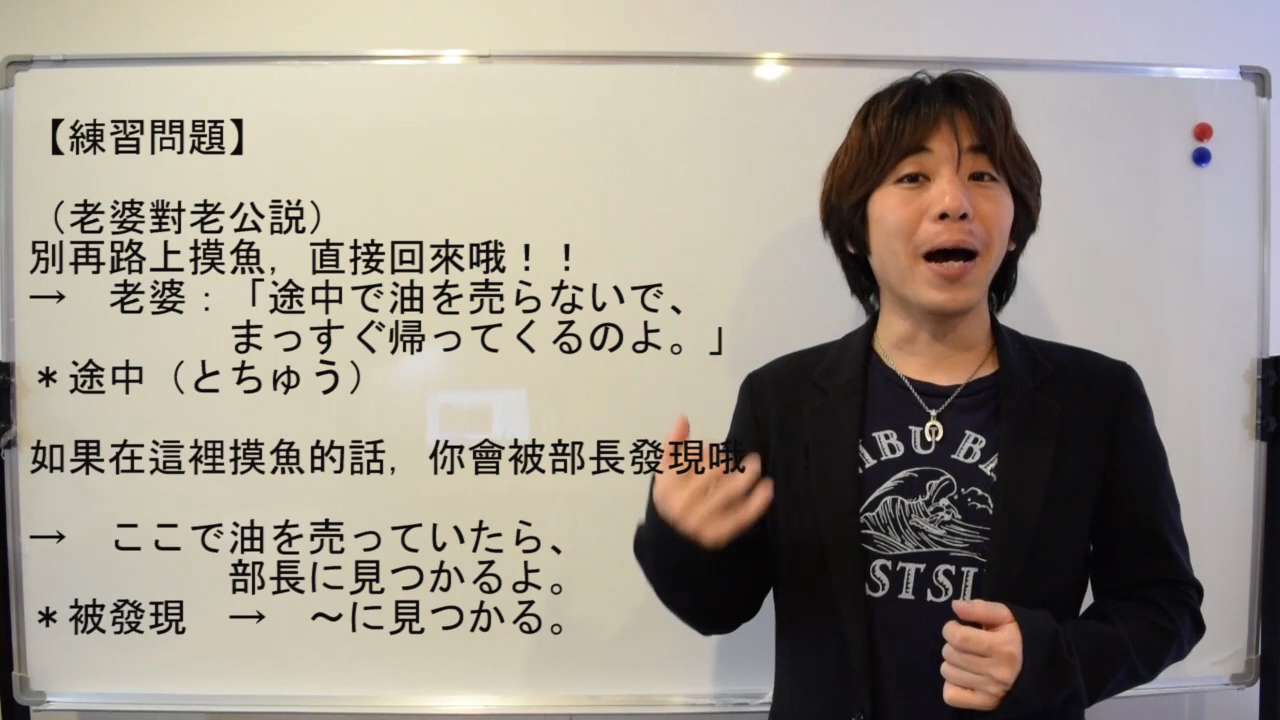 【練習問題】
（老婆對老公説）
別再路上摸魚，直接回來哦！！
→　老婆：「途中で油を売らないで、
まっすぐ帰ってくるのよ。」
＊途中（とちゅう）
如果在這裡摸魚的話，你會被部長發現哦
→　ここで油を売っていたら、
部長に見つかるよ。
＊被發現　→　～に見つかる。